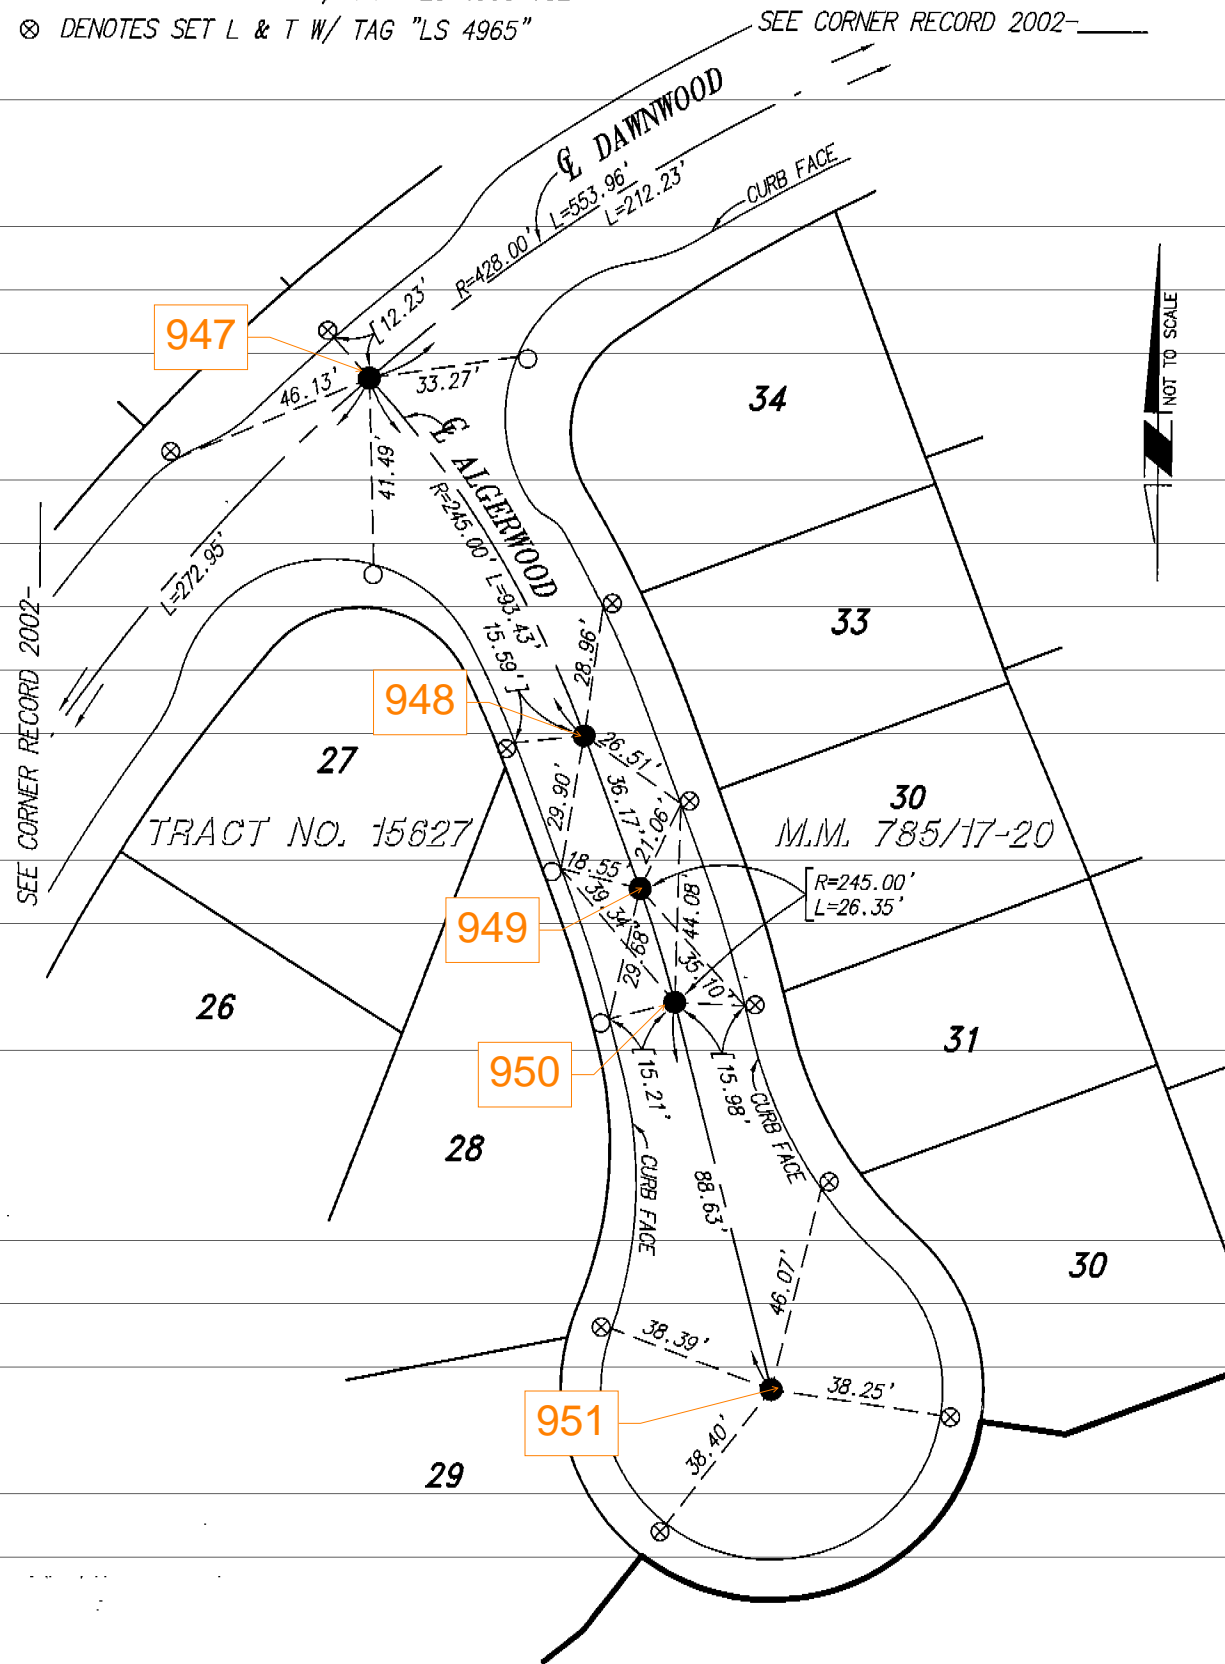 ⊗ DENOTES SET L & T W/ TAG "LS 4965"
SEE CORNER RECORD 2002-
℄ DAWNWOOD
R=428.00' L=553.96'
L=212.23'
CURB FACE
NOT TO SCALE
947
12.23'
46.13'
33.27'
41.49'
34
℄ ALGERWOOD
R=245.00' L=93.43'
L=272.95'
SEE CORNER RECORD 2002-
15.59'
28.96'
33
948
26.51'
27
29.90'
36.17'
21.06'
30
TRACT NO. 15627
M.M. 785/17-20
18.55'
R=245.00'
L=26.35'
39.34'
44.08
949
29.68'
35.10'
26
31
950
15.21'
15.98'
CURB FACE
28
CURB FACE
88.63'
30
46.07'
38.39'
38.25'
951
38.40'
29